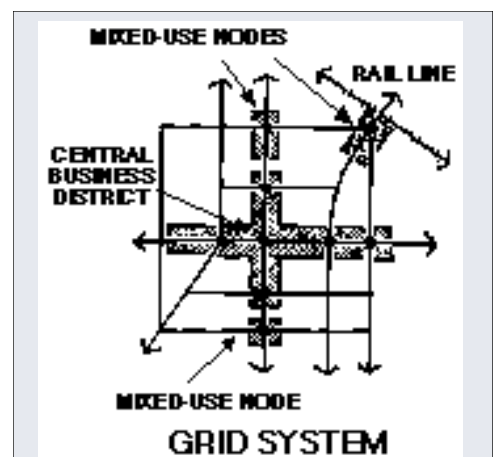 MIXED-USE NODES
RAIL LINE
CENTRAL
BUSINESS
DISTRICT
MIXED-USE NODE
GRID SYSTEM